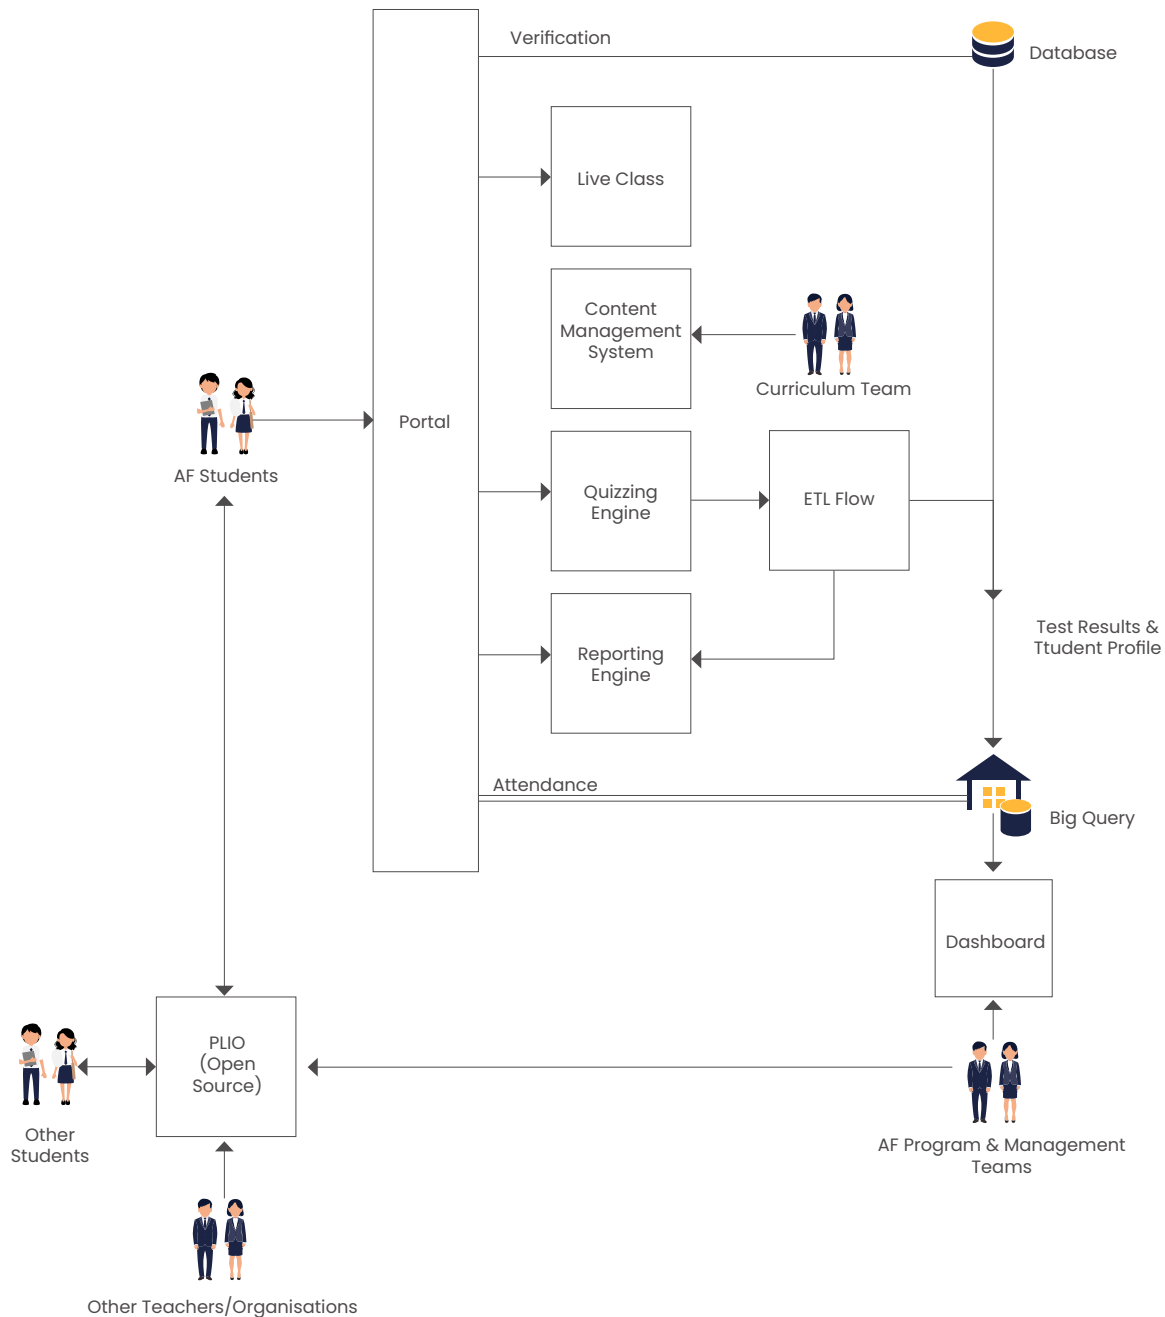 Verification
Database
Live Class
Content
Management
System
Curriculum Team
Portal
AF Students
Quizzing
Engine
ETL Flow
Test Results &
Ttudent Profile
Reporting
Engine
Attendance
Big Query
Dashboard
PLIO
(Open
Source)
Other
Students
AF Program & Management
Teams
Other Teachers/Organisations